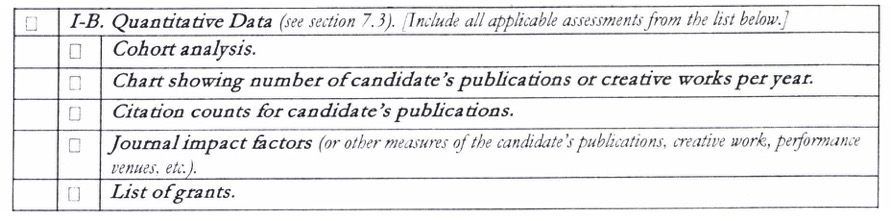 ☐ I-B. Quantitative Data (see section 7.3). [Include all applicable assessments from the list below.]
☐ Cohort analysis.
☐ Chart showing number of candidate's publications or creative works per year.
☐ Citation counts for candidate's publications.
☐ Journal impact factors (or other measures of the candidate's publications, creative work, performance
venues, etc.).
☐ List of grants.